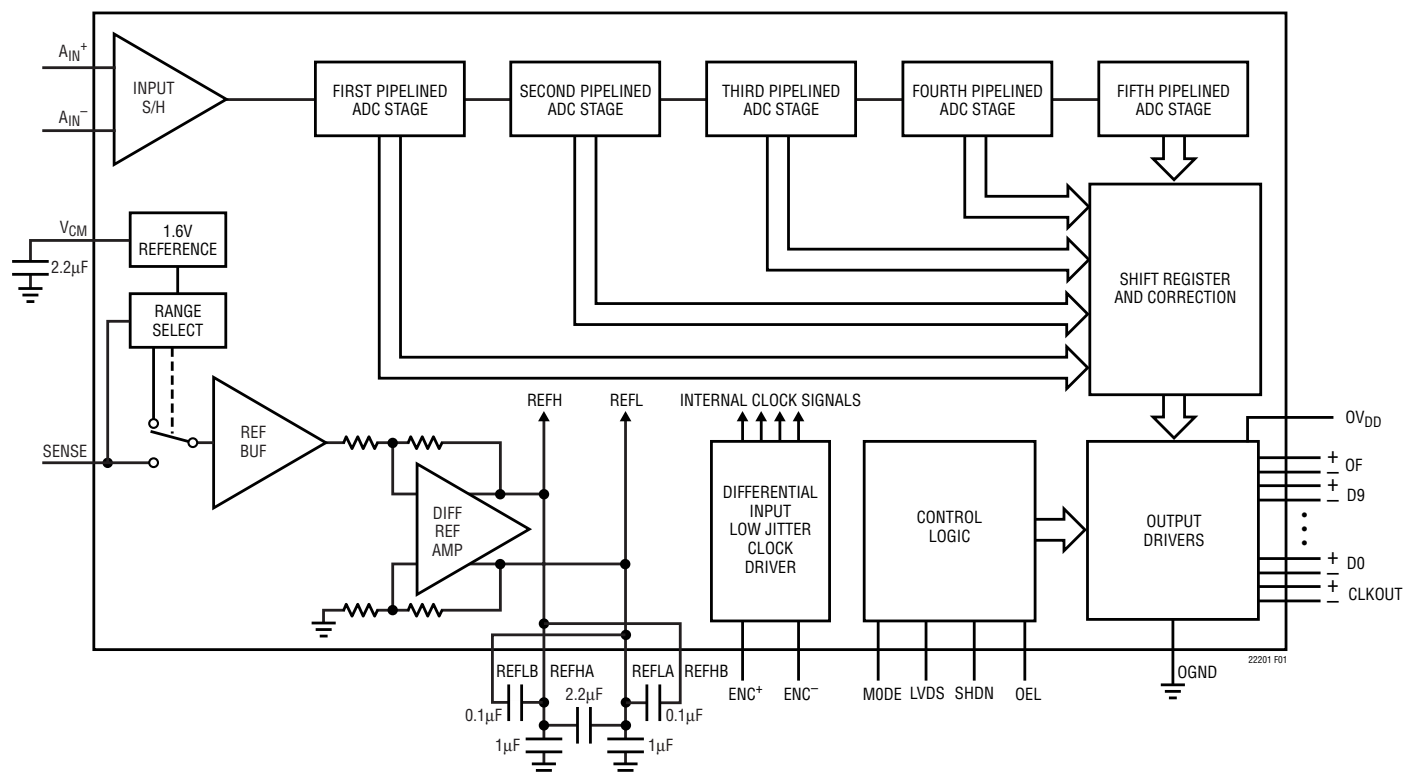 A_IN+
A_IN−
INPUT
S/H
FIRST PIPELINED
ADC STAGE
SECOND PIPELINED
ADC STAGE
THIRD PIPELINED
ADC STAGE
FOURTH PIPELINED
ADC STAGE
FIFTH PIPELINED
ADC STAGE
VCM
2.2µF
1.6V
REFERENCE
RANGE
SELECT
SHIFT REGISTER
AND CORRECTION
SENSE
REF
BUF
DIFF
REF
AMP
REFH
REFL
INTERNAL CLOCK SIGNALS
DIFFERENTIAL
INPUT
LOW JITTER
CLOCK
DRIVER
CONTROL
LOGIC
OUTPUT
DRIVERS
OVDD
+
− OF
+
− D9
+
− D0
+
− CLKOUT
OGND
REFLB
REFHA
REFLA
REFHB
2.2µF
0.1µF
0.1µF
1µF
1µF
ENC+
ENC−
MODE
LVDS
SHDN
OEL
22201 F01